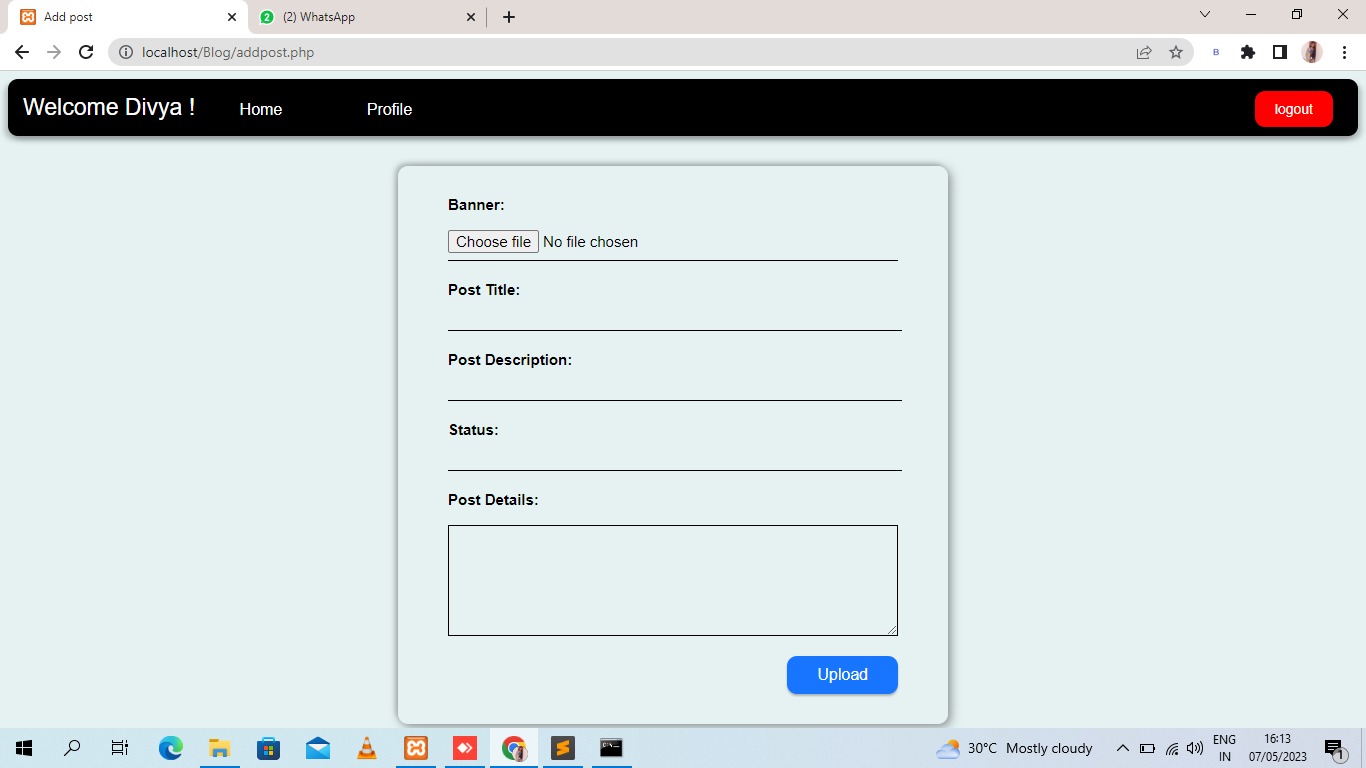 Add post
2 (2) WhatsApp
localhost/Blog/addpost.php
B
Welcome Divya ! Home Profile logout
Banner:
Choose file No file chosen
Post Title:
Post Description:
Status:
Post Details:
Upload
30°C Mostly cloudy
ENG
IN
16:13
07/05/2023
1